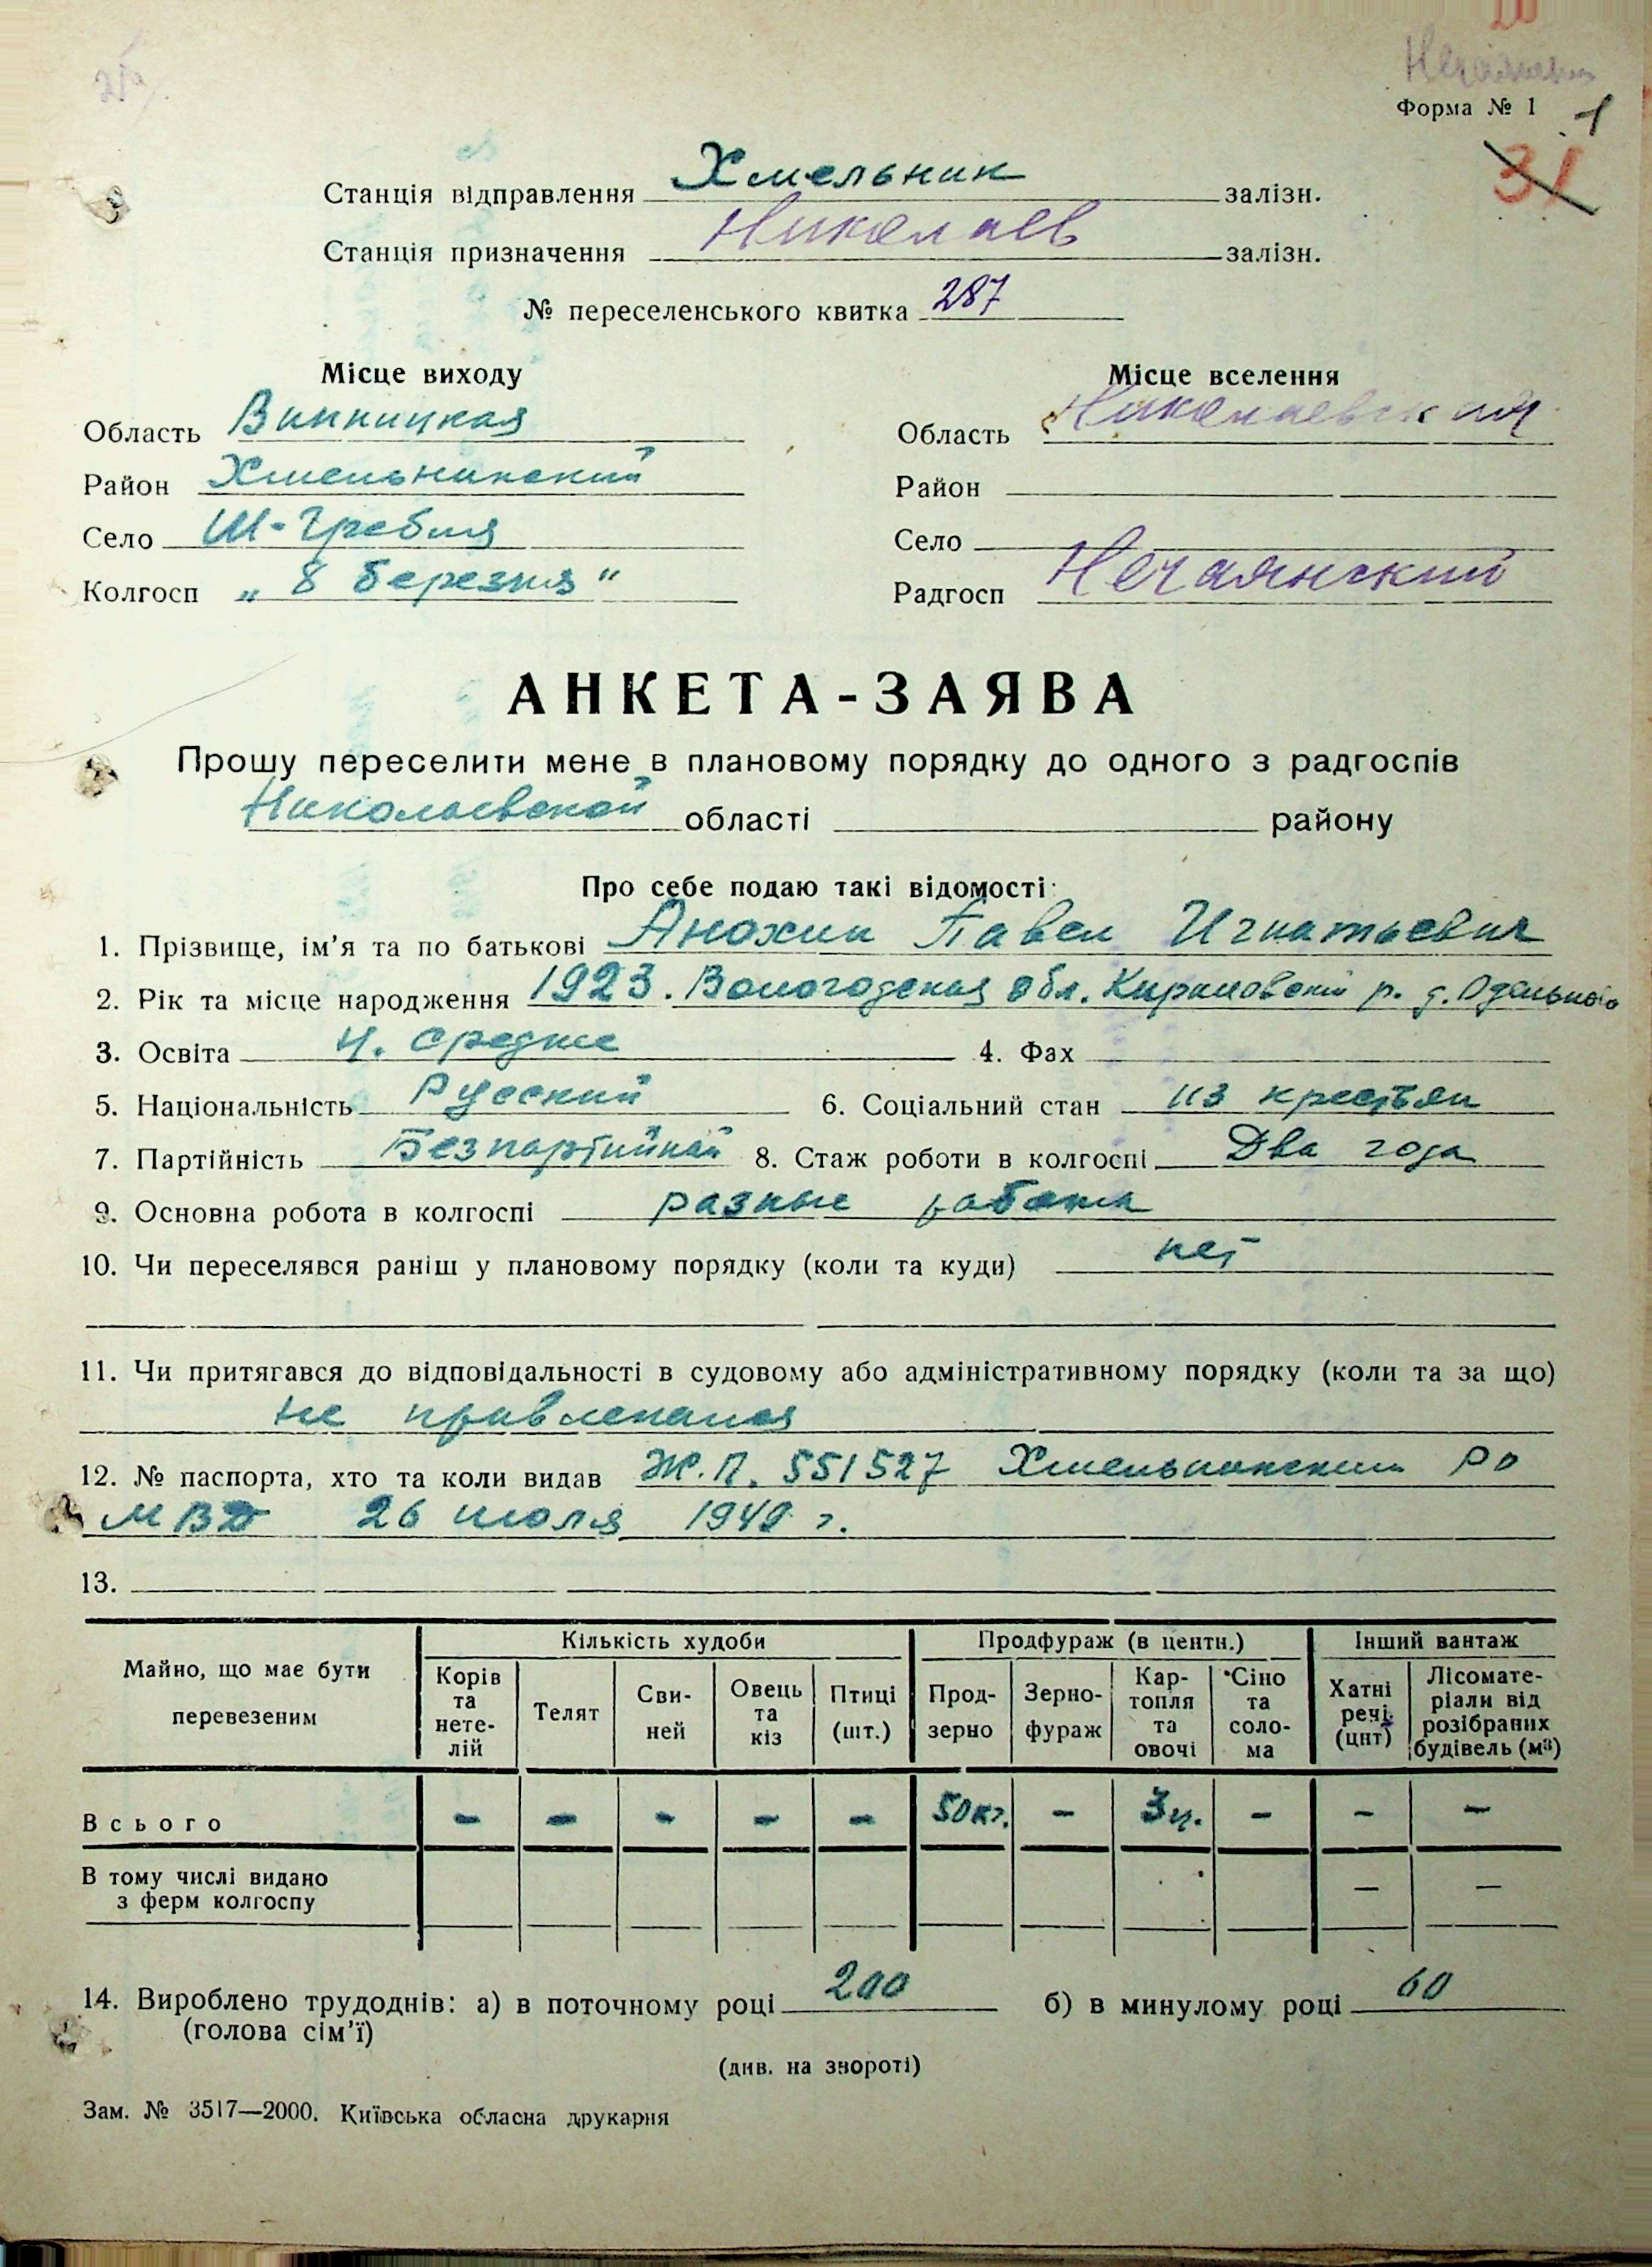 Форма № 1
1
31
Станція відправлення Хмельник залізн.
Станція призначення Николаев залізн.
№ переселенського квитка 287
Місце виходу Місце вселення
Область Винницкая Область Николаевская
Район Хмельникский Район
Село Ш-Гребля Село
Колгосп „8 березня“ Радгосп Нечаянский
АНКЕТА-ЗАЯВА
Прошу переселити мене в плановому порядку до одного з радгоспів
Николаевской області району
Про себе подаю такі відомості:
1. Прізвище, ім'я та по батькові Анохин Павел Игнатьевич
2. Рік та місце народження 1923. Вологодская обл. Кирилловский р. д.
3. Освіта Н. средне 4. Фах
5. Національність Русский 6. Соціальний стан из крестьян
7. Партійність Безпартийный 8. Стаж роботи в колгоспі Два года
9. Основна робота в колгоспі разные работы
10. Чи переселявся раніш у плановому порядку (коли та куди) нет
11. Чи притягався до відповідальності в судовому або адміністративному порядку (коли та за що)
не привлекался
12. № паспорта, хто та коли видав Ж.П. 551527 Хмельникским РО
МВД 26 июля 1949 г.
13.
Майно, що має бути перевезеним Кількість худоби Продфураж (в центн.) Інший вантаж
Корів та нетелій Телят Свиней Овець та кіз Птиці (шт.) Продзерно Зернофураж Картопля та овочі Сіно та солома Хатні речі (цнт) Лісоматеріали від розібраних будівель (м³)
Всього – – – – – 50 кг. – 3 ц. – – –
В тому числі видано – –
з ферм колгоспу
14. Вироблено трудоднів: а) в поточному році 200 б) в минулому році 60
(голова сім'ї)
(див. на звороті)
Зам. № 3517—2000. Київська обласна друкарня